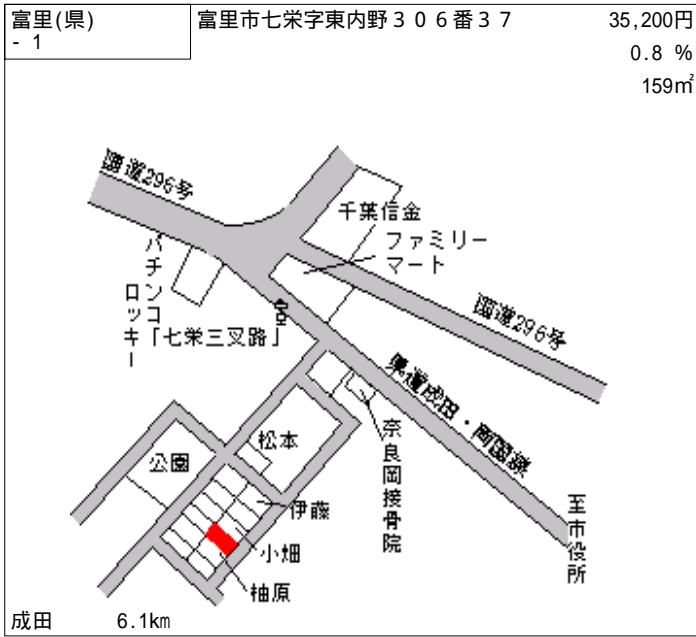 富里(県)
- 1
富里市七栄字東内野３０６番３７
35,200円
0.8 %
159㎡
国道296号
千葉信金
ファミリー
マート
パチンコ
ロッキー
「七栄三叉路」
国道296号
県道成田・両国線
奈良岡接骨院
至市役所
松本
公園
伊藤
小畑
柚原
成田 6.1km